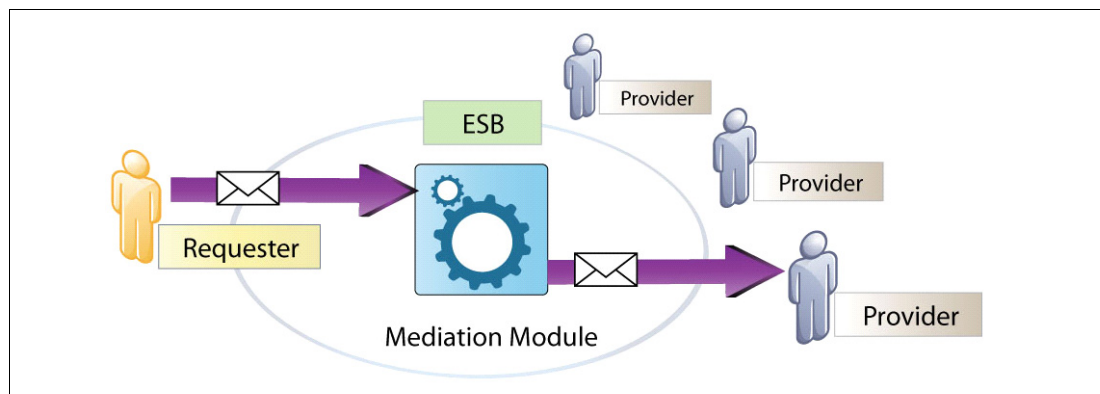 Provider
ESB
Provider
Requester
Provider
Mediation Module